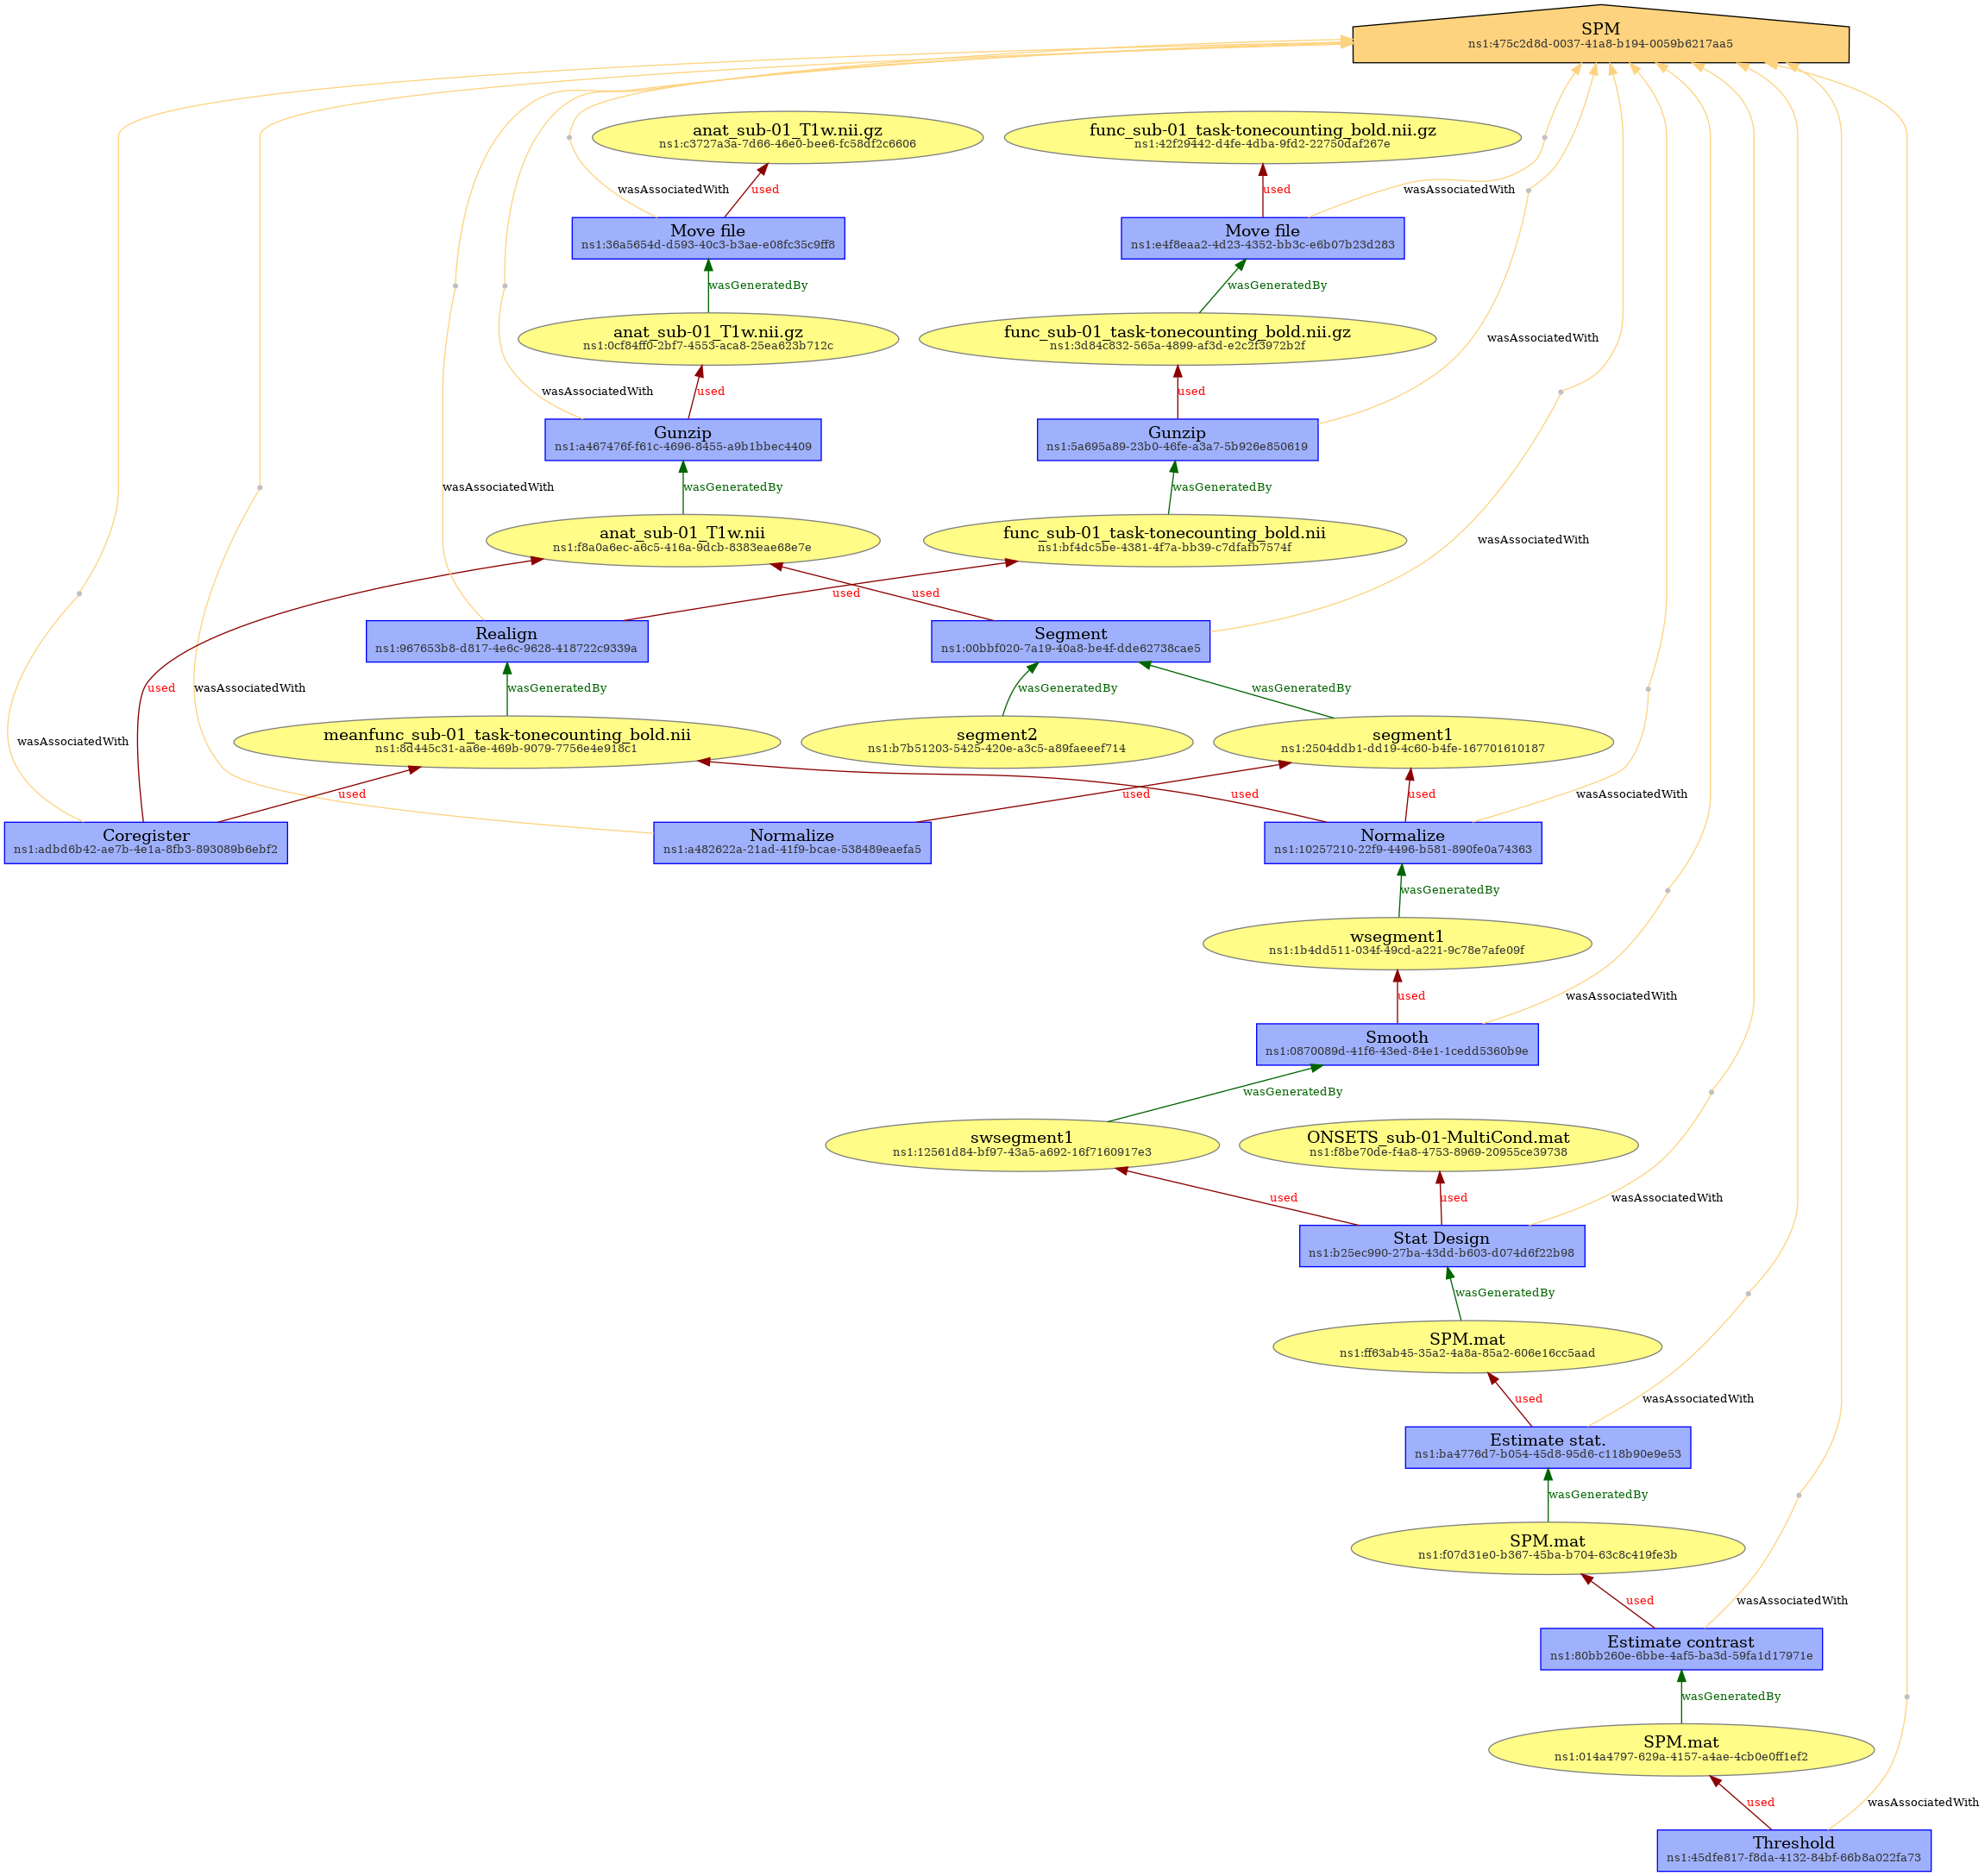 SPM
ns1:475c2d8d-0037-41a8-b194-0059b6217aa5
anat_sub-01_T1w.nii.gz
ns1:c3727a3a-7d66-46e0-bee6-fc58df2c6606
func_sub-01_task-tonecounting_bold.nii.gz
ns1:42f29442-d4fe-4dba-9fd2-22750daf267e
wasAssociatedWith
used
used
wasAssociatedWith
Move file
ns1:36a5654d-d593-40c3-b3ae-e08fc35c9ff8
Move file
ns1:e4f8eaa2-4d23-4352-bb3c-e6b07b23d283
wasGeneratedBy
wasGeneratedBy
anat_sub-01_T1w.nii.gz
ns1:0cf84ff0-2bf7-4553-aca8-25ea623b712c
func_sub-01_task-tonecounting_bold.nii.gz
ns1:3d84c832-565a-4899-af3d-e2c2f3972b2f
wasAssociatedWith
wasAssociatedWith
used
used
Gunzip
ns1:a467476f-f61c-4696-8455-a9b1bbec4409
Gunzip
ns1:5a695a89-23b0-46fe-a3a7-5b926e850619
wasAssociatedWith
wasGeneratedBy
wasGeneratedBy
anat_sub-01_T1w.nii
ns1:f8a0a6ec-a6c5-416a-9dcb-8383eae68e7e
func_sub-01_task-tonecounting_bold.nii
ns1:bf4dc5be-4381-4f7a-bb39-c7dfafb7574f
wasAssociatedWith
used
used
Realign
ns1:967653b8-d817-4e6c-9628-418722c9339a
Segment
ns1:00bbf020-7a19-40a8-be4f-dde62738cae5
used
wasAssociatedWith
wasGeneratedBy
wasGeneratedBy
wasGeneratedBy
wasAssociatedWith
meanfunc_sub-01_task-tonecounting_bold.nii
ns1:8d445c31-aa6e-469b-9079-7756e4e918c1
segment2
ns1:b7b51203-5425-420e-a3c5-a89faeeef714
segment1
ns1:2504ddb1-dd19-4c60-b4fe-167701610187
used
used
used
used
wasAssociatedWith
Coregister
ns1:adbd6b42-ae7b-4e1a-8fb3-893089b6ebf2
Normalize
ns1:a482622a-21ad-41f9-bcae-538489eaefa5
Normalize
ns1:10257210-22f9-4496-b581-890fe0a74363
wasGeneratedBy
wsegment1
ns1:1b4dd511-034f-49cd-a221-9c78e7afe09f
used
wasAssociatedWith
Smooth
ns1:0870089d-41f6-43ed-84e1-1cedd5360b9e
wasGeneratedBy
swsegment1
ns1:12561d84-bf97-43a5-a692-16f7160917e3
ONSETS_sub-01-MultiCond.mat
ns1:f8be70de-f4a8-4753-8969-20955ce39738
used
used
wasAssociatedWith
Stat Design
ns1:b25ec990-27ba-43dd-b603-d074d6f22b98
wasGeneratedBy
SPM.mat
ns1:ff63ab45-35a2-4a8a-85a2-606e16cc5aad
used
wasAssociatedWith
Estimate stat.
ns1:ba4776d7-b054-45d8-95d6-c118b90e9e53
wasGeneratedBy
SPM.mat
ns1:f07d31e0-b367-45ba-b704-63c8c419fe3b
used
wasAssociatedWith
Estimate contrast
ns1:80bb260e-6bbe-4af5-ba3d-59fa1d17971e
wasGeneratedBy
SPM.mat
ns1:014a4797-629a-4157-a4ae-4cb0e0ff1ef2
used
wasAssociatedWith
Threshold
ns1:45dfe817-f8da-4132-84bf-66b8a022fa73